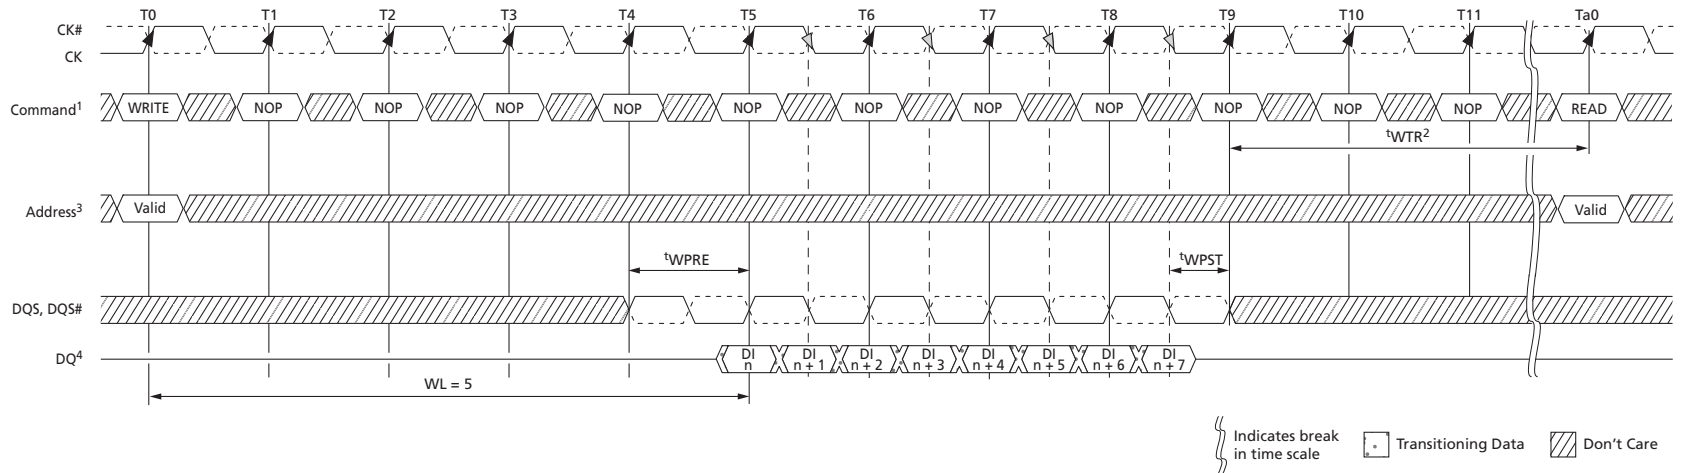 T0 T1 T2 T3 T4 T5 T6 T7 T8 T9 T10 T11 Ta0
CK#
CK
Command1 WRITE NOP NOP NOP NOP NOP NOP NOP NOP NOP NOP NOP READ
tWTR2
Address3 Valid Valid
tWPRE tWPST
DQS, DQS#
DQ4 DI n DI n + 1 DI n + 2 DI n + 3 DI n + 4 DI n + 5 DI n + 6 DI n + 7
WL = 5
Indicates break
in time scale
Transitioning Data
Don't Care